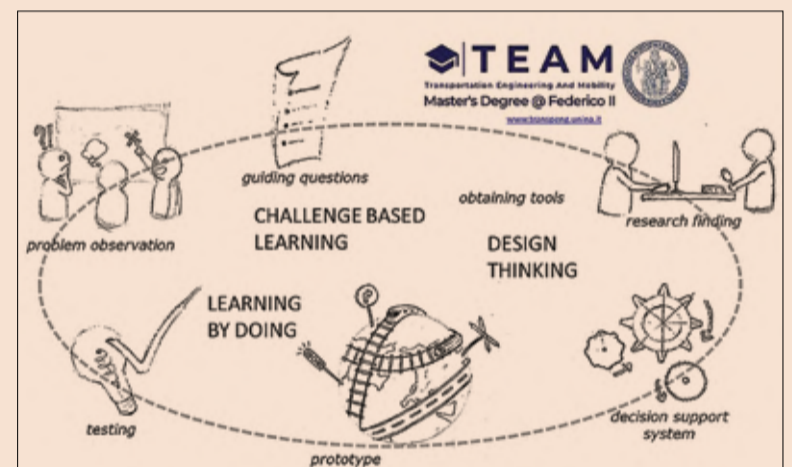 TEAM
Transportation Engineering And Mobility
Master's Degree @ Federico II
www.transpeng.unina.it
?!
guiding questions
obtaining tools
research finding
problem observation
CHALLENGE BASED
LEARNING
DESIGN
THINKING
LEARNING
BY DOING
testing
prototype
decision support
system